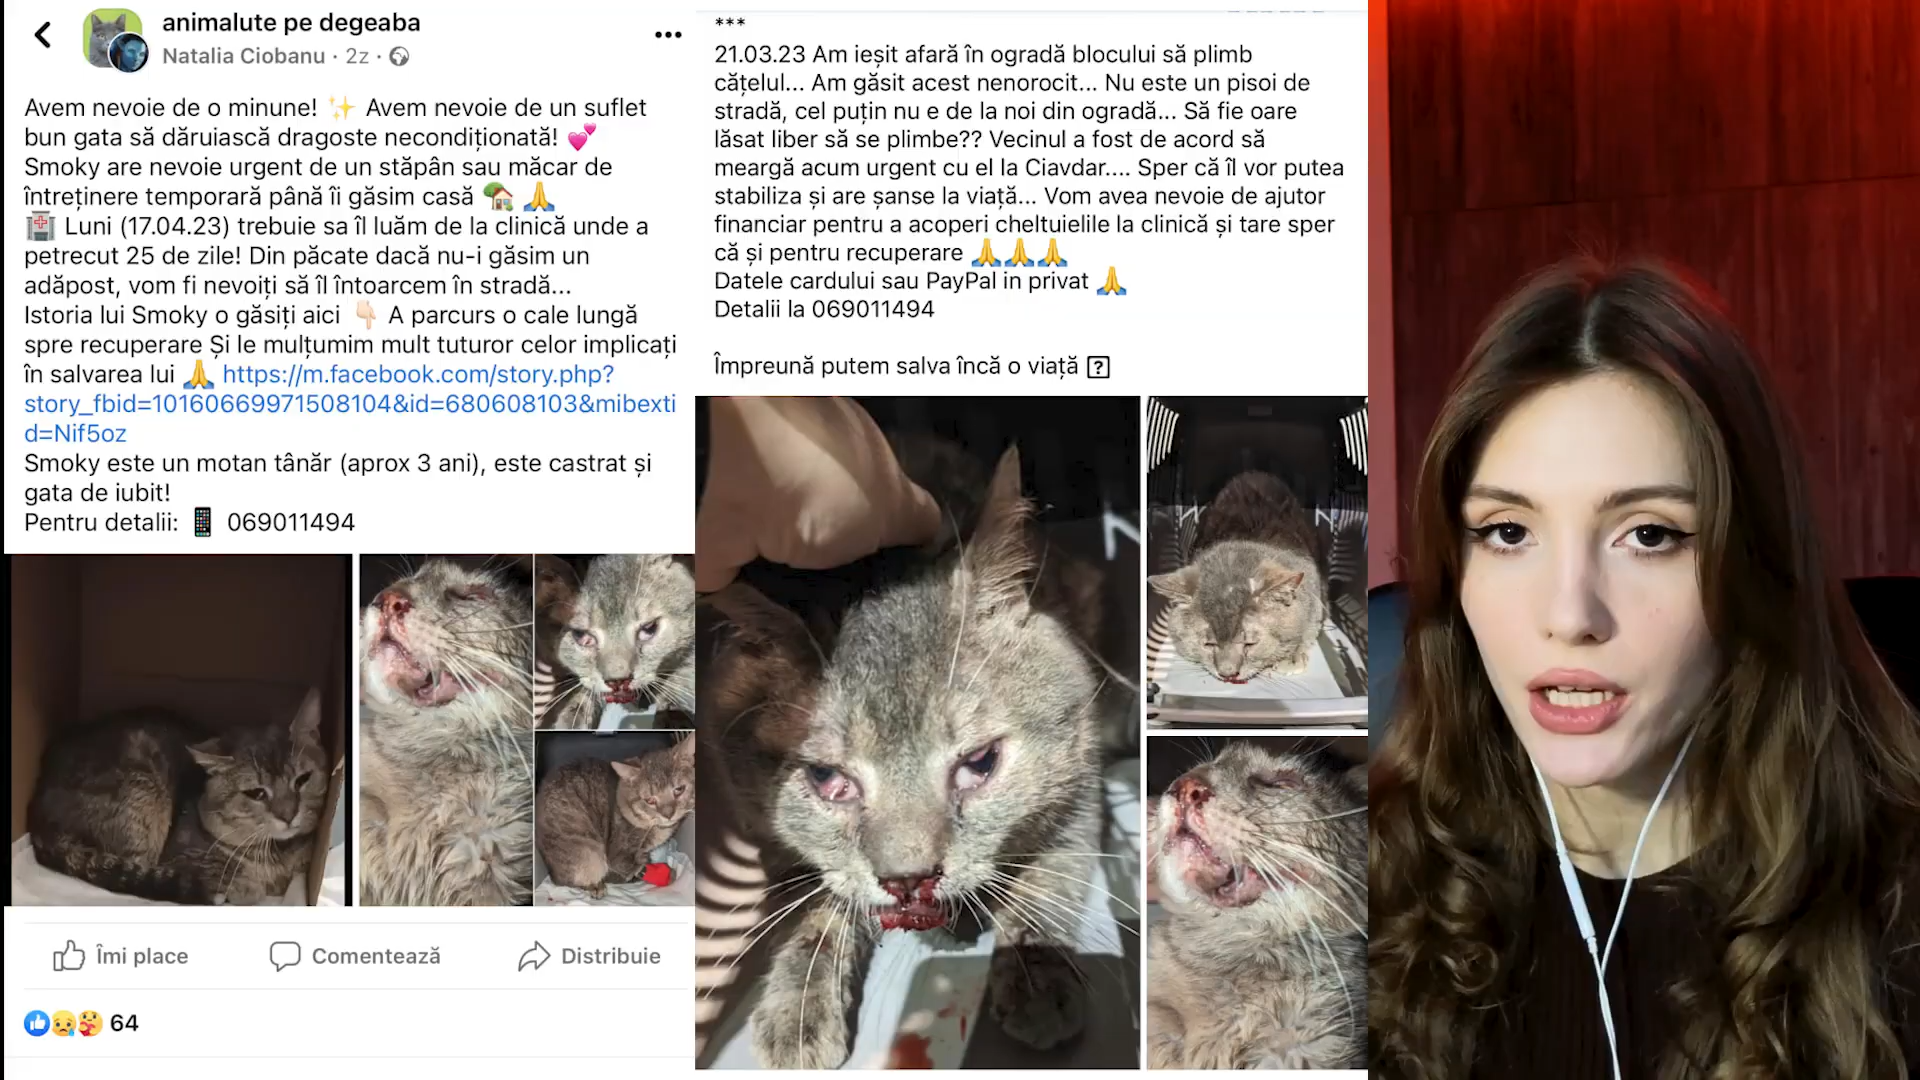 animalute pe degeaba
Natalia Ciobanu · 2z ·
Avem nevoie de o minune! ✨ Avem nevoie de un suflet
bun gata să dăruiască dragoste necondiționată! 💕
Smoky are nevoie urgent de un stăpân sau măcar de
întreținere temporară până îi găsim casă 🏡 🙏
🏥 Luni (17.04.23) trebuie sa îl luăm de la clinică unde a
petrecut 25 de zile! Din păcate dacă nu-i găsim un
adăpost, vom fi nevoiți să îl întoarcem în stradă...
Istoria lui Smoky o găsiți aici 👇🏻 A parcurs o cale lungă
spre recuperare Și le mulțumim mult tuturor celor implicați
în salvarea lui 🙏 https://m.facebook.com/story.php?
story_fbid=10160669971508104&id=680608103&mibexti
d=Nif5oz
Smoky este un motan tânăr (aprox 3 ani), este castrat și
gata de iubit!
Pentru detalii: 📱 069011494
Îmi place
Comentează
Distribuie
64
***
21.03.23 Am ieșit afară în ogradă blocului să plimb
cățelul... Am găsit acest nenorocit... Nu este un pisoi de
stradă, cel puțin nu e de la noi din ogradă... Să fie oare
lăsat liber să se plimbe?? Vecinul a fost de acord să
meargă acum urgent cu el la Ciavdar.... Sper că îl vor putea
stabiliza și are șanse la viață... Vom avea nevoie de ajutor
financiar pentru a acoperi cheltuielile la clinică și tare sper
că și pentru recuperare 🙏🙏🙏
Datele cardului sau PayPal in privat 🙏
Detalii la 069011494
Împreună putem salva încă o viață [?]